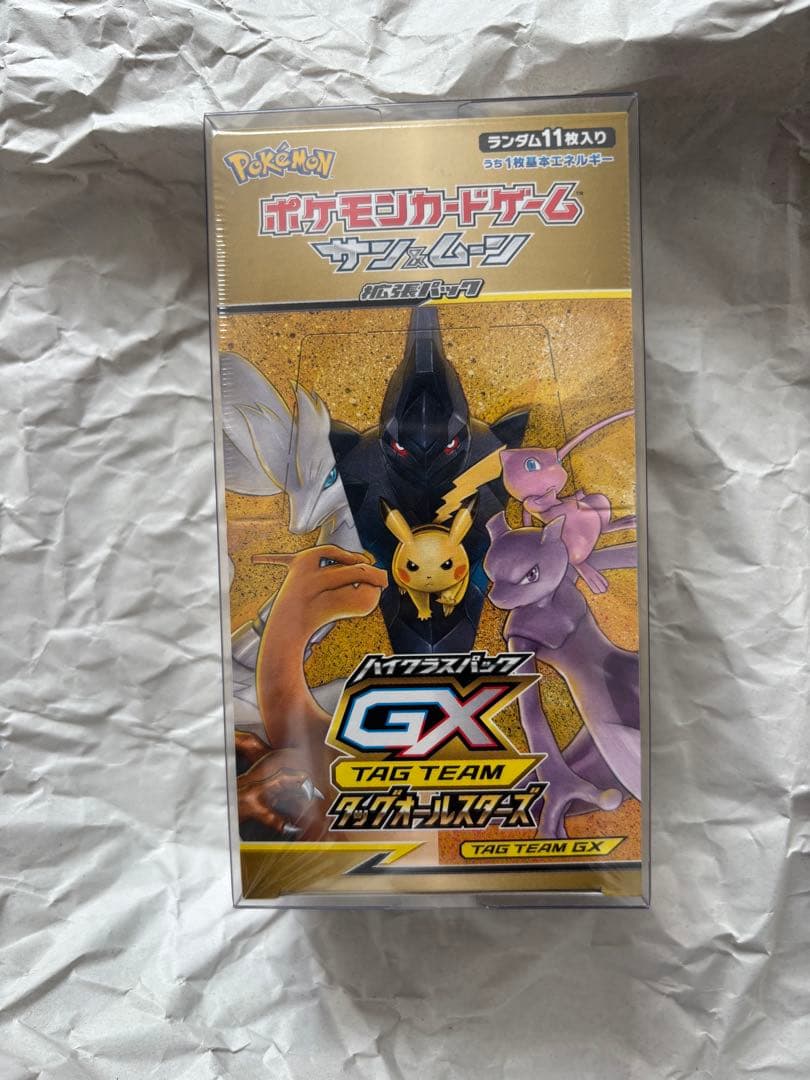 ランダム11枚入り
うち1枚基本エネルギー
POKéMON
ポケモンカードゲーム™
サン&ムーン
拡張パック
ハイクラスパック
GX
TAG TEAM
タッグオールスターズ
TAG TEAM GX